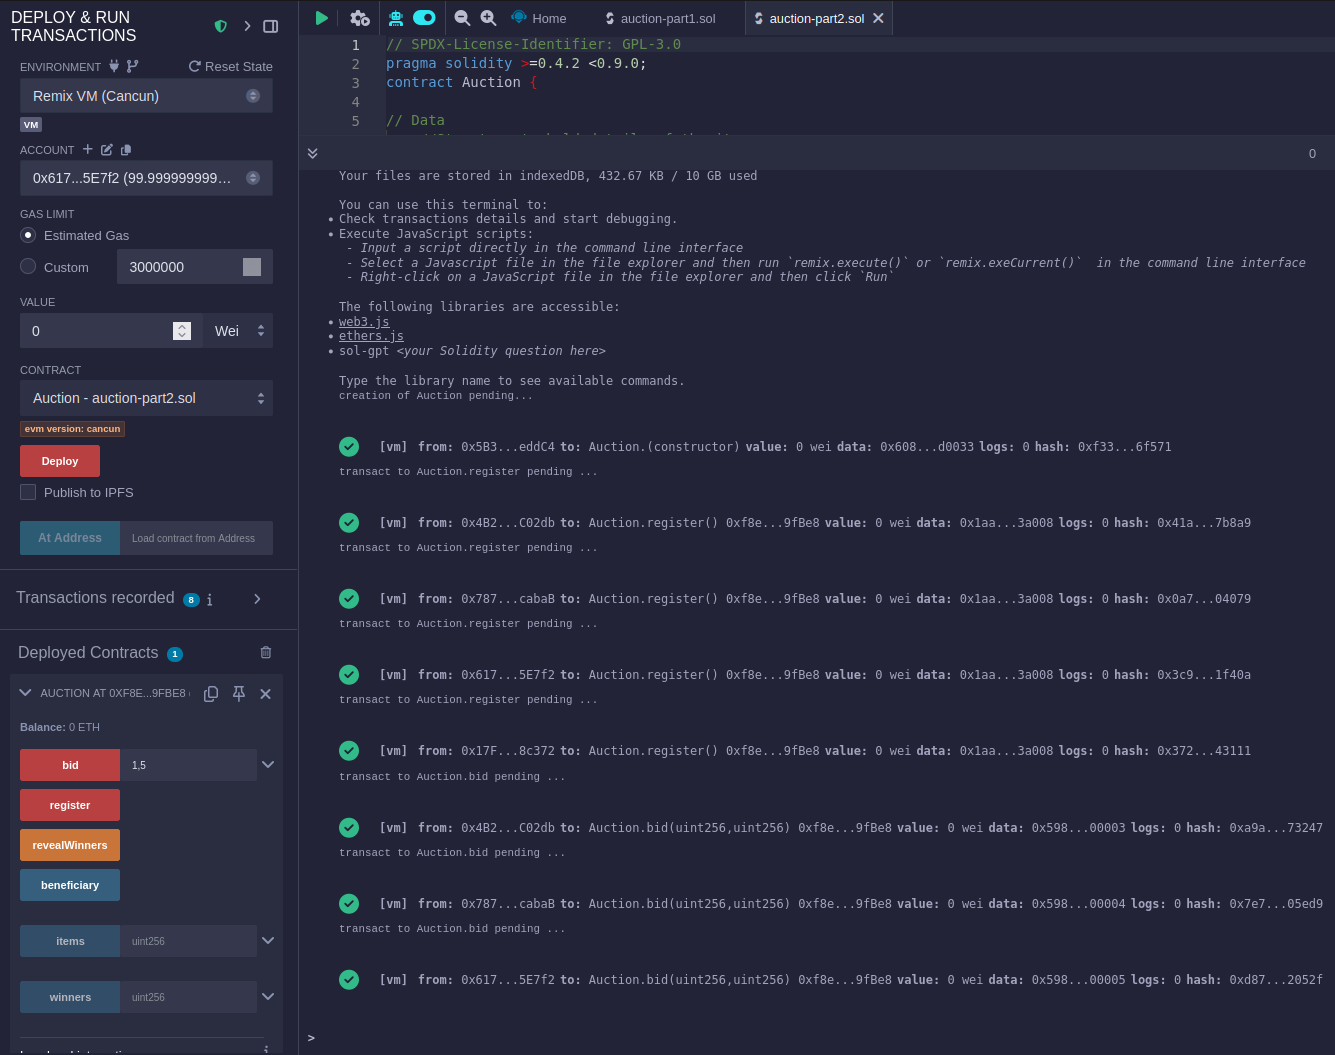 DEPLOY & RUN
TRANSACTIONS
ENVIRONMENT
Reset State
Remix VM (Cancun)
VM
ACCOUNT
0x617...5E7f2 (99.999999999...
GAS LIMIT
Estimated Gas
Custom
3000000
VALUE
0
Wei
CONTRACT
Auction - auction-part2.sol
evm version: cancun
Deploy
Publish to IPFS
At Address
Load contract from Address
Transactions recorded 8 i
Deployed Contracts 1
AUCTION AT 0XF8E...9FBE8 (
Balance: 0 ETH
bid
1,5
register
revealWinners
beneficiary
items
uint256
winners
uint256
Home
auction-part1.sol
auction-part2.sol
1 // SPDX-License-Identifier: GPL-3.0
2 pragma solidity >=0.4.2 <0.9.0;
3 contract Auction {
4
5 // Data
0
Your files are stored in indexedDB, 432.67 KB / 10 GB used
You can use this terminal to:
• Check transactions details and start debugging.
• Execute JavaScript scripts:
- Input a script directly in the command line interface
- Select a Javascript file in the file explorer and then run `remix.execute()` or `remix.exeCurrent()`  in the command line interface
- Right-click on a JavaScript file in the file explorer and then click `Run`
The following libraries are accessible:
• web3.js
• ethers.js
• sol-gpt <your Solidity question here>
Type the library name to see available commands.
creation of Auction pending...
[vm] from: 0x5B3...eddC4 to: Auction.(constructor) value: 0 wei data: 0x608...d0033 logs: 0 hash: 0xf33...6f571
transact to Auction.register pending ...
[vm] from: 0x4B2...C02db to: Auction.register() 0xf8e...9fBe8 value: 0 wei data: 0x1aa...3a008 logs: 0 hash: 0x41a...7b8a9
transact to Auction.register pending ...
[vm] from: 0x787...cabaB to: Auction.register() 0xf8e...9fBe8 value: 0 wei data: 0x1aa...3a008 logs: 0 hash: 0x0a7...04079
transact to Auction.register pending ...
[vm] from: 0x617...5E7f2 to: Auction.register() 0xf8e...9fBe8 value: 0 wei data: 0x1aa...3a008 logs: 0 hash: 0x3c9...1f40a
transact to Auction.register pending ...
[vm] from: 0x17F...8c372 to: Auction.register() 0xf8e...9fBe8 value: 0 wei data: 0x1aa...3a008 logs: 0 hash: 0x372...43111
transact to Auction.bid pending ...
[vm] from: 0x4B2...C02db to: Auction.bid(uint256,uint256) 0xf8e...9fBe8 value: 0 wei data: 0x598...00003 logs: 0 hash: 0xa9a...73247
transact to Auction.bid pending ...
[vm] from: 0x787...cabaB to: Auction.bid(uint256,uint256) 0xf8e...9fBe8 value: 0 wei data: 0x598...00004 logs: 0 hash: 0x7e7...05ed9
transact to Auction.bid pending ...
[vm] from: 0x617...5E7f2 to: Auction.bid(uint256,uint256) 0xf8e...9fBe8 value: 0 wei data: 0x598...00005 logs: 0 hash: 0xd87...2052f
>